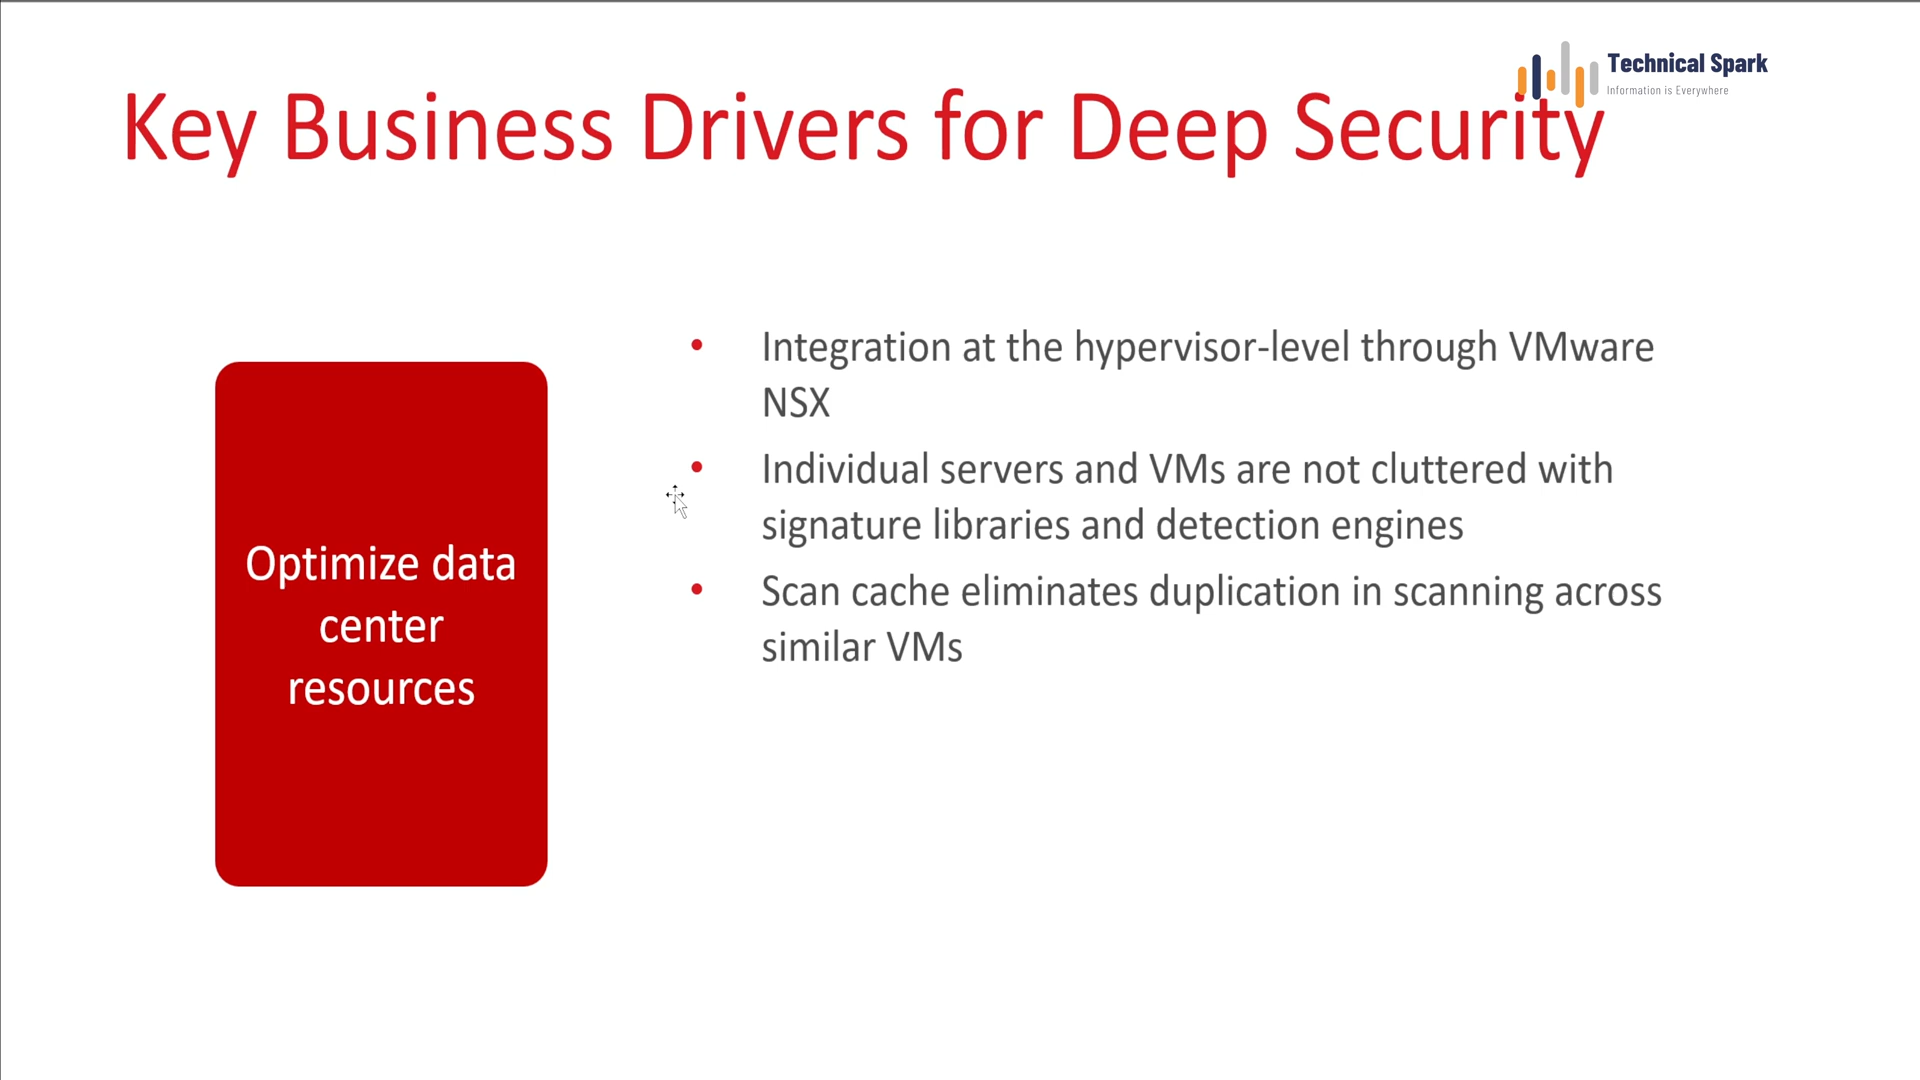 Technical Spark
Information is Everywhere
Key Business Drivers for Deep Security
Optimize data
center
resources
• Integration at the hypervisor-level through VMware
NSX
• Individual servers and VMs are not cluttered with
signature libraries and detection engines
• Scan cache eliminates duplication in scanning across
similar VMs